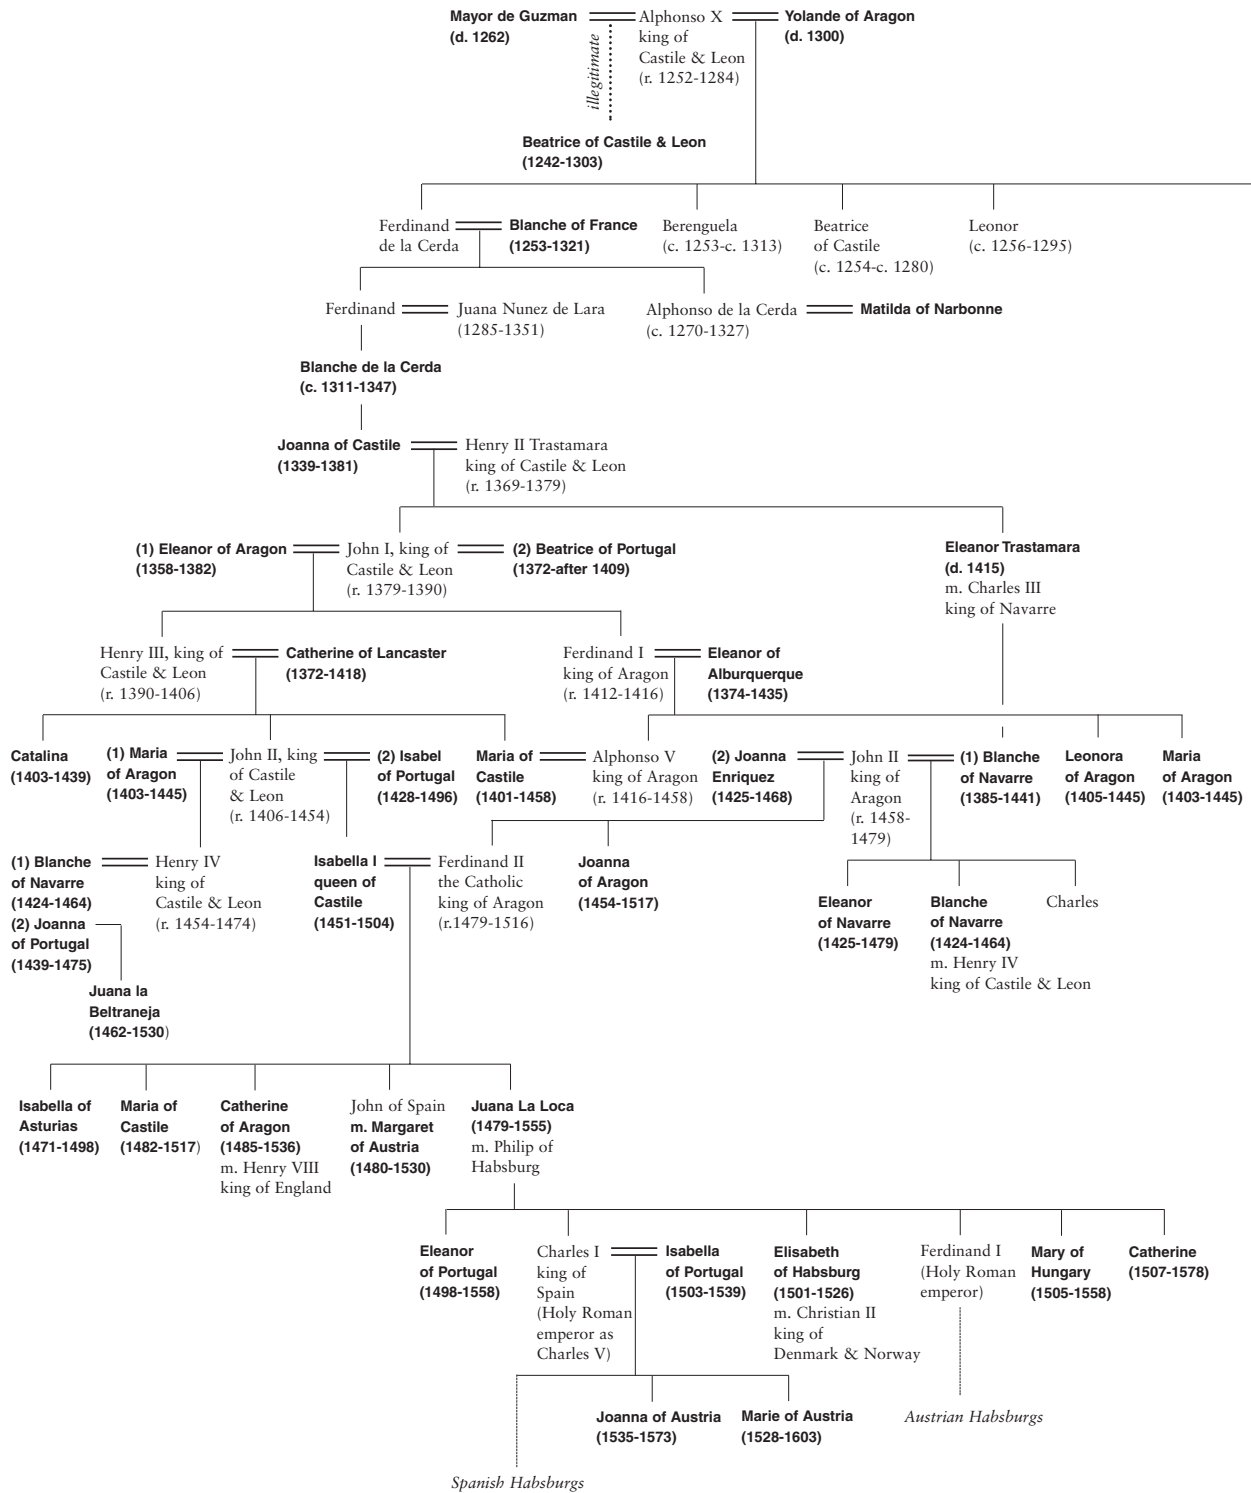 Mayor de Guzman
(d. 1262)
Alphonso X
king of
Castile & Leon
(r. 1252-1284)
Yolande of Aragon
(d. 1300)
illegitimate
Beatrice of Castile & Leon
(1242-1303)
Ferdinand
de la Cerda
Blanche of France
(1253-1321)
Berenguela
(c. 1253-c. 1313)
Beatrice
of Castile
(c. 1254-c. 1280)
Leonor
(c. 1256-1295)
Ferdinand
Juana Nunez de Lara
(1285-1351)
Alphonso de la Cerda
(c. 1270-1327)
Matilda of Narbonne
Blanche de la Cerda
(c. 1311-1347)
Joanna of Castile
(1339-1381)
Henry II Trastamara
king of Castile & Leon
(r. 1369-1379)
(1) Eleanor of Aragon
(1358-1382)
John I, king of
Castile & Leon
(r. 1379-1390)
(2) Beatrice of Portugal
(1372-after 1409)
Eleanor Trastamara
(d. 1415)
m. Charles III
king of Navarre
Henry III, king of
Castile & Leon
(r. 1390-1406)
Catherine of Lancaster
(1372-1418)
Ferdinand I
king of Aragon
(r. 1412-1416)
Eleanor of
Alburquerque
(1374-1435)
Catalina
(1403-1439)
(1) Maria
of Aragon
(1403-1445)
John II, king
of Castile
& Leon
(r. 1406-1454)
(2) Isabel
of Portugal
(1428-1496)
Maria of
Castile
(1401-1458)
Alphonso V
king of Aragon
(r. 1416-1458)
(2) Joanna
Enriquez
(1425-1468)
John II
king of
Aragon
(r. 1458-
1479)
(1) Blanche
of Navarre
(1385-1441)
Leonora
of Aragon
(1405-1445)
Maria
of Aragon
(1403-1445)
(1) Blanche
of Navarre
(1424-1464)
(2) Joanna
of Portugal
(1439-1475)
Henry IV
king of
Castile & Leon
(r. 1454-1474)
Isabella I
queen of
Castile
(1451-1504)
Ferdinand II
the Catholic
king of Aragon
(r.1479-1516)
Joanna
of Aragon
(1454-1517)
Eleanor
of Navarre
(1425-1479)
Blanche
of Navarre
(1424-1464)
m. Henry IV
king of Castile & Leon
Charles
Juana la
Beltraneja
(1462-1530)
Isabella of
Asturias
(1471-1498)
Maria of
Castile
(1482-1517)
Catherine
of Aragon
(1485-1536)
m. Henry VIII
king of England
John of Spain
m. Margaret
of Austria
(1480-1530)
Juana La Loca
(1479-1555)
m. Philip of
Habsburg
Eleanor
of Portugal
(1498-1558)
Charles I
king of
Spain
(Holy Roman
emperor as
Charles V)
Isabella
of Portugal
(1503-1539)
Elisabeth
of Habsburg
(1501-1526)
m. Christian II
king of
Denmark & Norway
Ferdinand I
(Holy Roman
emperor)
Mary of
Hungary
(1505-1558)
Catherine
(1507-1578)
Joanna of Austria
(1535-1573)
Marie of Austria
(1528-1603)
Austrian Habsburgs
Spanish Habsburgs